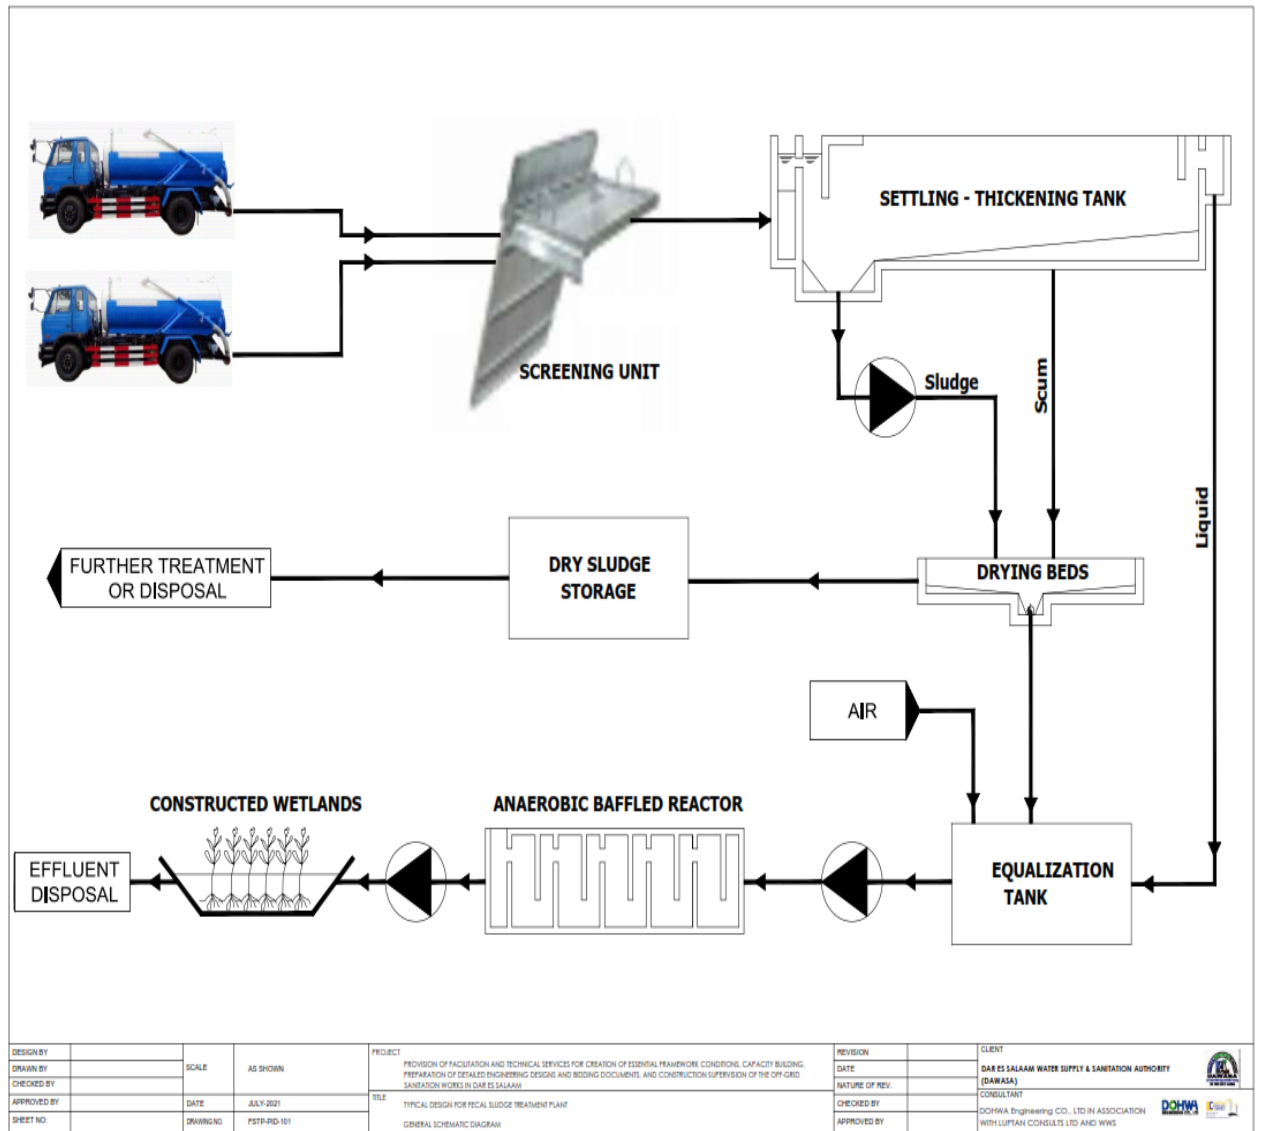 SETTLING - THICKENING TANK
SCREENING UNIT
Sludge
Scum
Liquid
FURTHER TREATMENT
OR DISPOSAL
DRY SLUDGE
STORAGE
DRYING BEDS
AIR
CONSTRUCTED WETLANDS
ANAEROBIC BAFFLED REACTOR
EFFLUENT
DISPOSAL
EQUALIZATION
TANK
DESIGN BY
DRAWN BY
CHECKED BY
APPROVED BY
SHEET NO:
SCALE
AS SHOWN
DATE
JULY-2021
DRAWING NO.
FSTP-PID-101
PROJECT
PROVISION OF FACILITATION AND TECHNICAL SERVICES FOR CREATION OF ESSENTIAL FRAMEWORK CONDITIONS, CAPACITY BUILDING,
PREPARATION OF DETAILED ENGINEERING DESIGNS AND BIDDING DOCUMENTS, AND CONSTRUCTION SUPERVISION OF THE OFF-GRID
SANITATION WORKS IN DAR ES SALAAM
TITLE
TYPICAL DESIGN FOR FECAL SLUDGE TREATMENT PLANT
GENERAL SCHEMATIC DIAGRAM
REVISION
DATE
NATURE OF REV.
CHECKED BY
APPROVED BY
CLIENT
DAR ES SALAAM WATER SUPPLY & SANITATION AUTHORITY
(DAWASA)
DAWASA
CONSULTANT
DOHWA Engineering CO., LTD IN ASSOCIATION
WITH LUPTAN CONSULTS LTD AND WWS
DOHWA